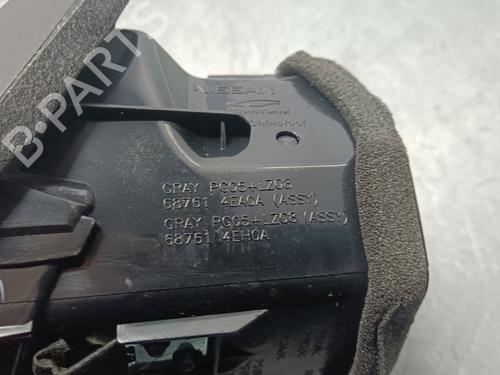 B-PARTS
NISSAN
GRAY PG05+LZ08
68761 4EA0A (ASSY)
GRAY PG05+LZ08 (ASSY)
68761 4EH0A